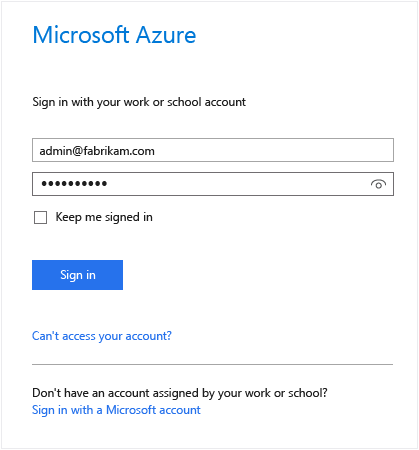 Microsoft Azure
Sign in with your work or school account
admin@fabrikam.com
••••••••••
Keep me signed in
Sign in
Can't access your account?
Don't have an account assigned by your work or school?
Sign in with a Microsoft account